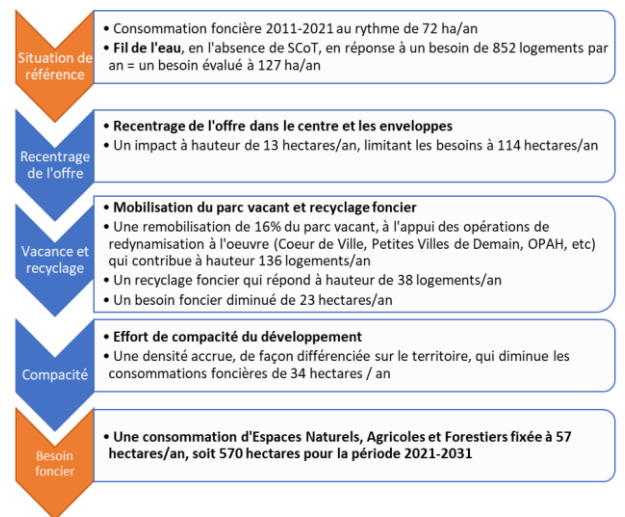 Situation de
référence
• Consommation foncière 2011-2021 au rythme de 72 ha/an
• Fil de l'eau, en l'absence de SCoT, en réponse à un besoin de 852 logements par
an = un besoin évalué à 127 ha/an
Recentrage
de l'offre
• Recentrage de l'offre dans le centre et les enveloppes
• Un impact à hauteur de 13 hectares/an, limitant les besoins à 114 hectares/an
Vacance et
recyclage
• Mobilisation du parc vacant et recyclage foncier
• Une remobilisation de 16% du parc vacant, à l'appui des opérations de
redynamisation à l'oeuvre (Coeur de Ville, Petites Villes de Demain, OPAH, etc)
qui contribue à hauteur 136 logements/an
• Un recyclage foncier qui répond à hauteur de 38 logements/an
• Un besoin foncier diminué de 23 hectares/an
Compacité
• Effort de compacité du développement
• Une densité accrue, de façon différenciée sur le territoire, qui diminue les
consommations foncières de 34 hectares / an
Besoin
foncier
• Une consommation d'Espaces Naturels, Agricoles et Forestiers fixée à 57
hectares/an, soit 570 hectares pour la période 2021-2031